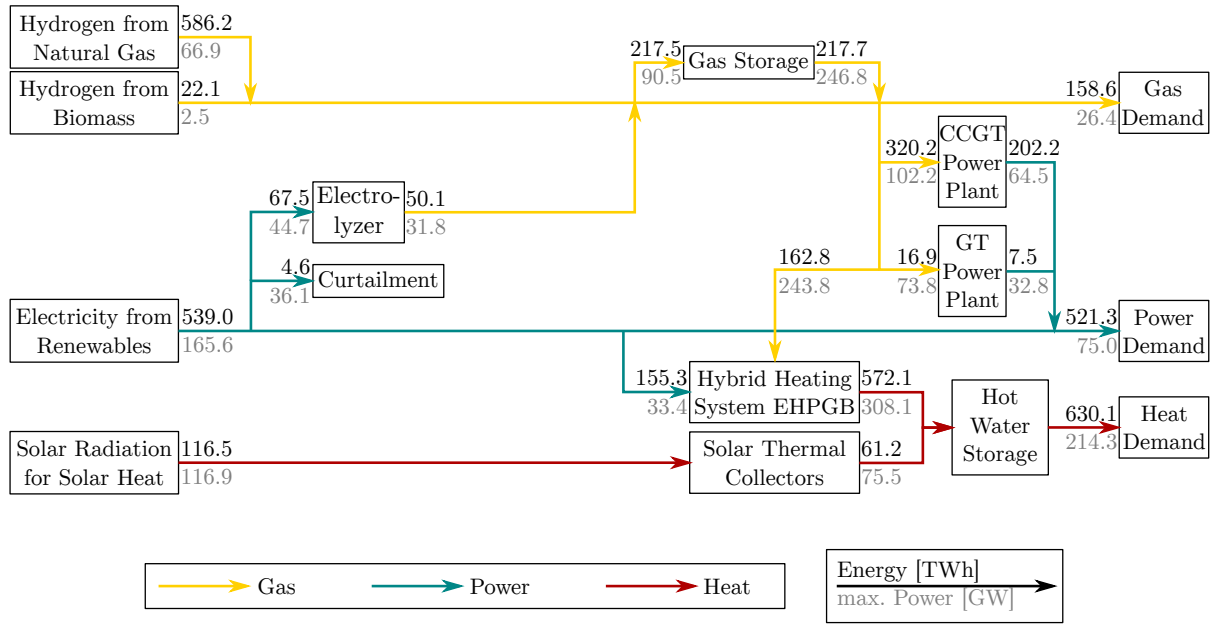 Hydrogen from
Natural Gas
586.2
66.9
Hydrogen from
Biomass
22.1
2.5
217.5
90.5
Gas Storage
217.7
246.8
158.6
26.4
Gas
Demand
320.2
102.2
CCGT
Power
Plant
202.2
64.5
67.5
44.7
Electro-
lyzer
50.1
31.8
4.6
36.1
Curtailment
162.8
243.8
16.9
73.8
GT
Power
Plant
7.5
32.8
Electricity from
Renewables
539.0
165.6
521.3
75.0
Power
Demand
155.3
33.4
Hybrid Heating
System EHPGB
572.1
308.1
Hot
Water
Storage
630.1
214.3
Heat
Demand
Solar Radiation
for Solar Heat
116.5
116.9
Solar Thermal
Collectors
61.2
75.5
Gas
Power
Heat
Energy [TWh]
max. Power [GW]